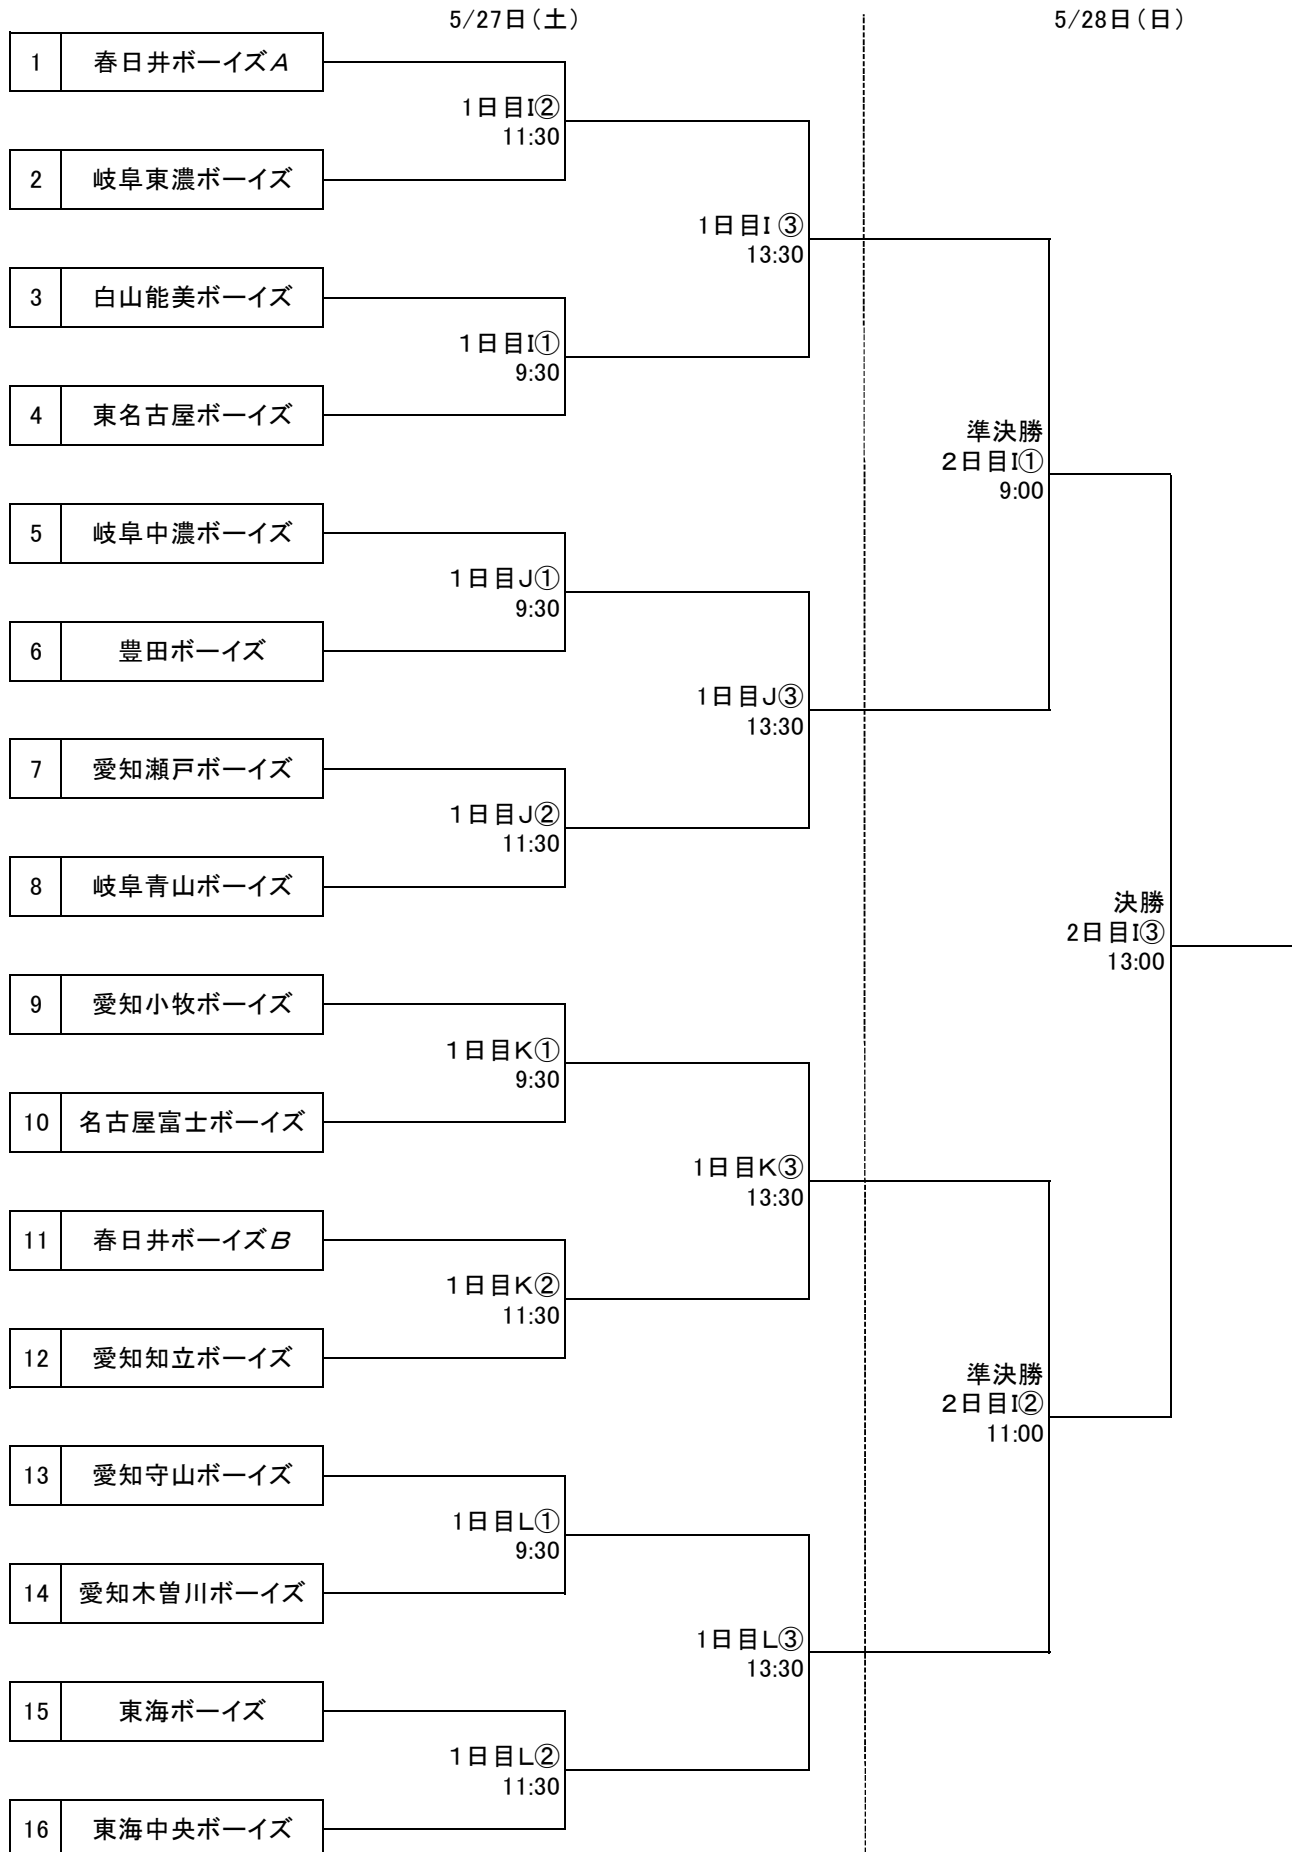 5/27日(土)
5/28日(日)
1 春日井ボーイズA
1日目I②
11:30
2 岐阜東濃ボーイズ
1日目I ③
13:30
3 白山能美ボーイズ
1日目I①
9:30
4 東名古屋ボーイズ
準決勝
2日目I①
9:00
5 岐阜中濃ボーイズ
1日目J①
9:30
6 豊田ボーイズ
1日目J③
13:30
7 愛知瀬戸ボーイズ
1日目J②
11:30
8 岐阜青山ボーイズ
決勝
2日目I③
13:00
9 愛知小牧ボーイズ
1日目K①
9:30
10 名古屋富士ボーイズ
1日目K③
13:30
11 春日井ボーイズB
1日目K②
11:30
12 愛知知立ボーイズ
準決勝
2日目I②
11:00
13 愛知守山ボーイズ
1日目L①
9:30
14 愛知木曽川ボーイズ
1日目L③
13:30
15 東海ボーイズ
1日目L②
11:30
16 東海中央ボーイズ